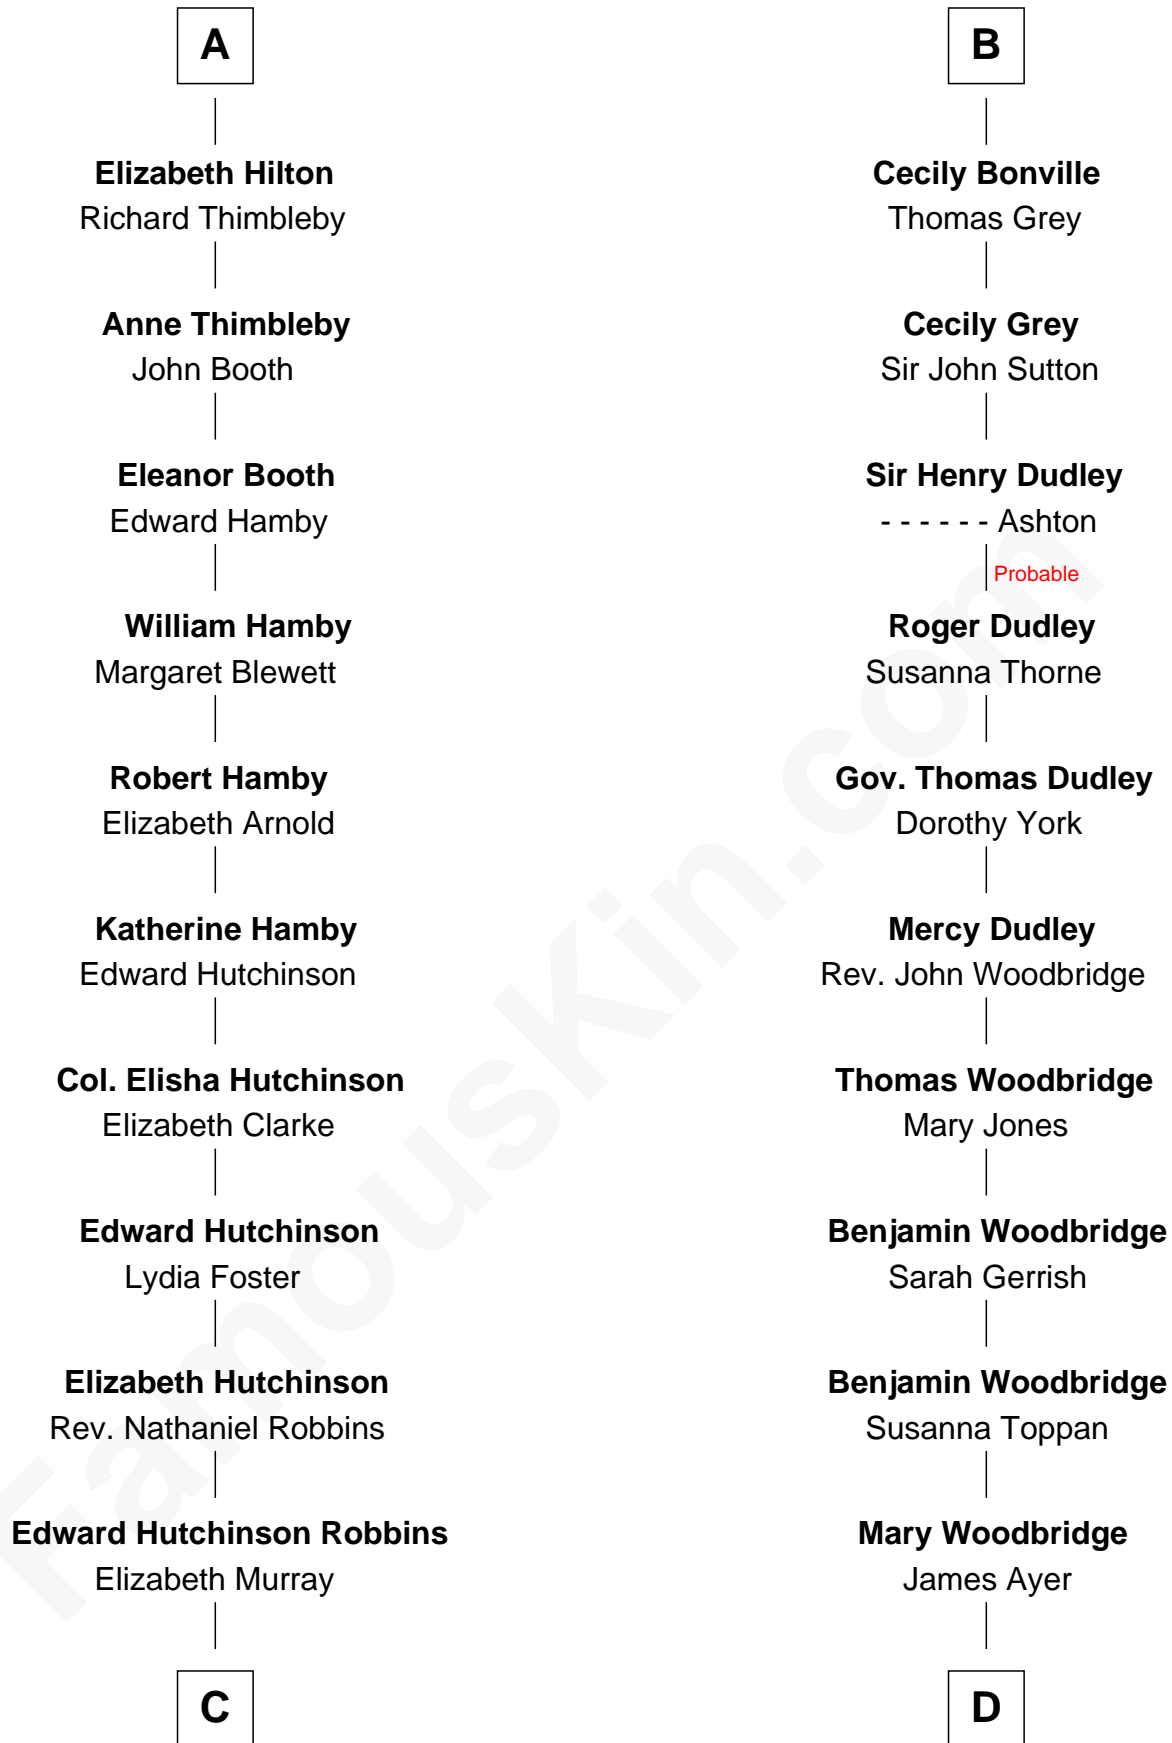 A
Elizabeth Hilton
Richard Thimbleby
Anne Thimbleby
John Booth
Eleanor Booth
Edward Hamby
William Hamby
Margaret Blewett
Robert Hamby
Elizabeth Arnold
Katherine Hamby
Edward Hutchinson
Col. Elisha Hutchinson
Elizabeth Clarke
Edward Hutchinson
Lydia Foster
Elizabeth Hutchinson
Rev. Nathaniel Robbins
Edward Hutchinson Robbins
Elizabeth Murray
C
B
Cecily Bonville
Thomas Grey
Cecily Grey
Sir John Sutton
Sir Henry Dudley
- - - - - - Ashton
Probable
Roger Dudley
Susanna Thorne
Gov. Thomas Dudley
Dorothy York
Mercy Dudley
Rev. John Woodbridge
Thomas Woodbridge
Mary Jones
Benjamin Woodbridge
Sarah Gerrish
Benjamin Woodbridge
Susanna Toppan
Mary Woodbridge
James Ayer
D
FamousKin.com